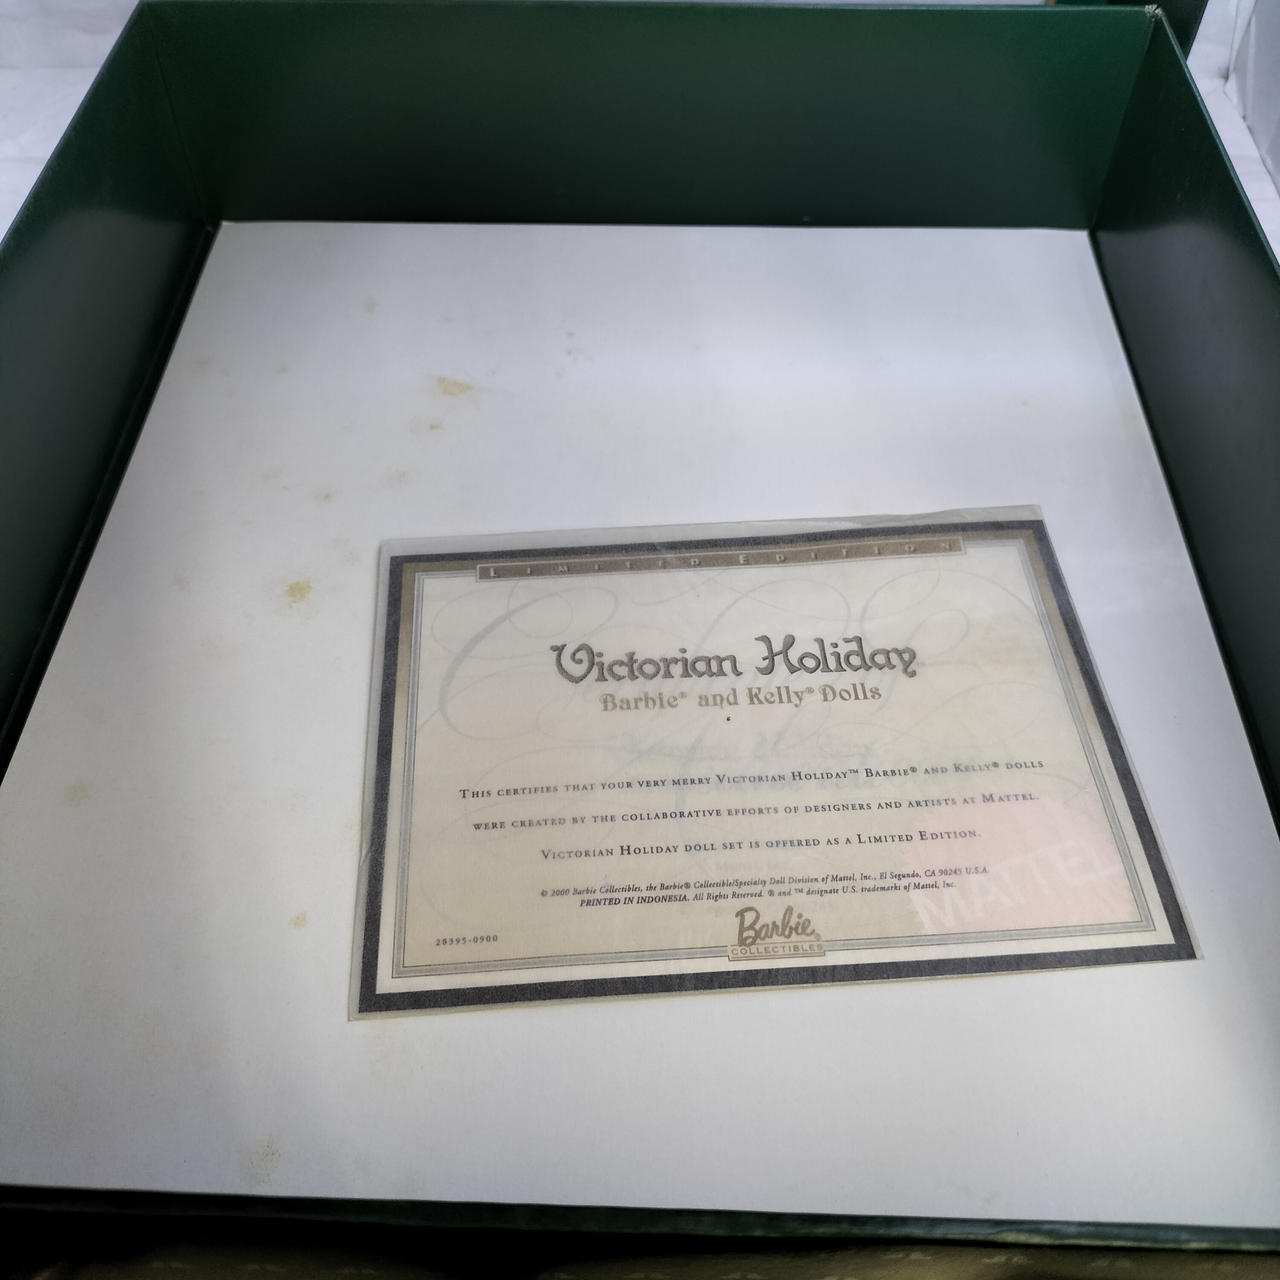 LIMITED EDITION
Victorian Holiday™
Barbie® and Kelly® Dolls
THIS CERTIFIES THAT YOUR VERY MERRY VICTORIAN HOLIDAY™ BARBIE® AND KELLY® DOLLS
WERE CREATED BY THE COLLABORATIVE EFFORTS OF DESIGNERS AND ARTISTS AT MATTEL.
VICTORIAN HOLIDAY DOLL SET IS OFFERED AS A LIMITED EDITION.
© 2000 Barbie Collectibles, the Barbie® Collectible/Specialty Doll Division of Mattel, Inc., El Segundo, CA 90245 U.S.A.
PRINTED IN INDONESIA. All Rights Reserved. ® and ™ designate U.S. trademarks of Mattel, Inc.
MATTEL
28395-0900
Barbie®
COLLECTIBLES